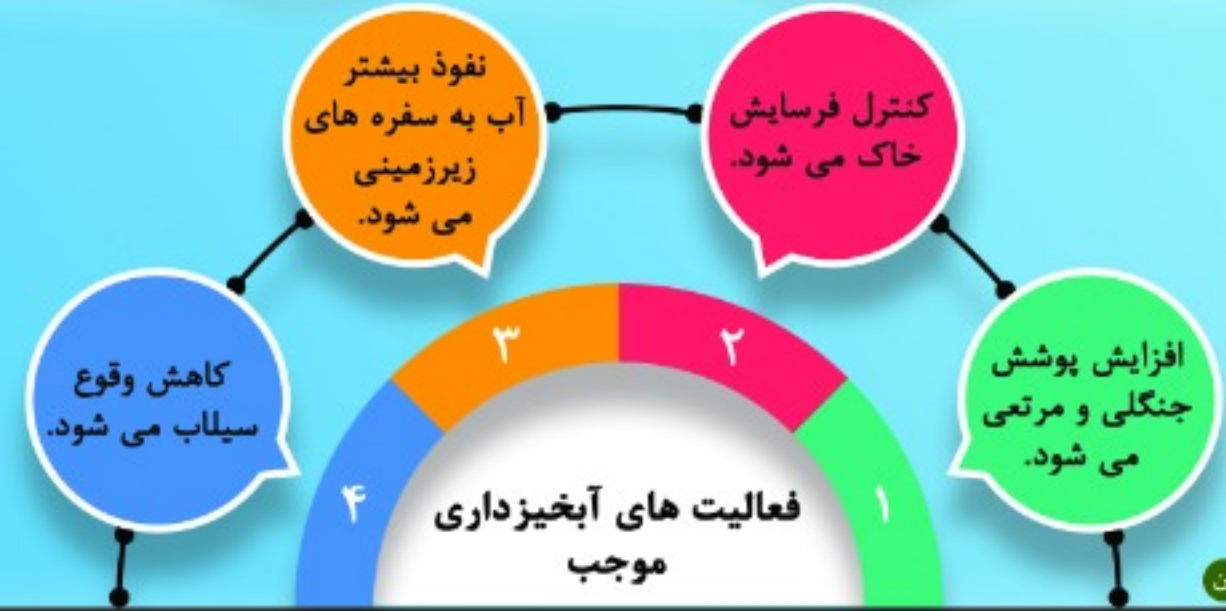 فعالیت های آبخیزداری
موجب
۱
افزایش پوشش
جنگلی و مرتعی
می شود.
۲
کنترل فرسایش
خاک می شود.
۳
نفوذ بیشتر
آب به سفره های
زیرزمینی
می شود.
۴
کاهش وقوع
سیلاب می شود.